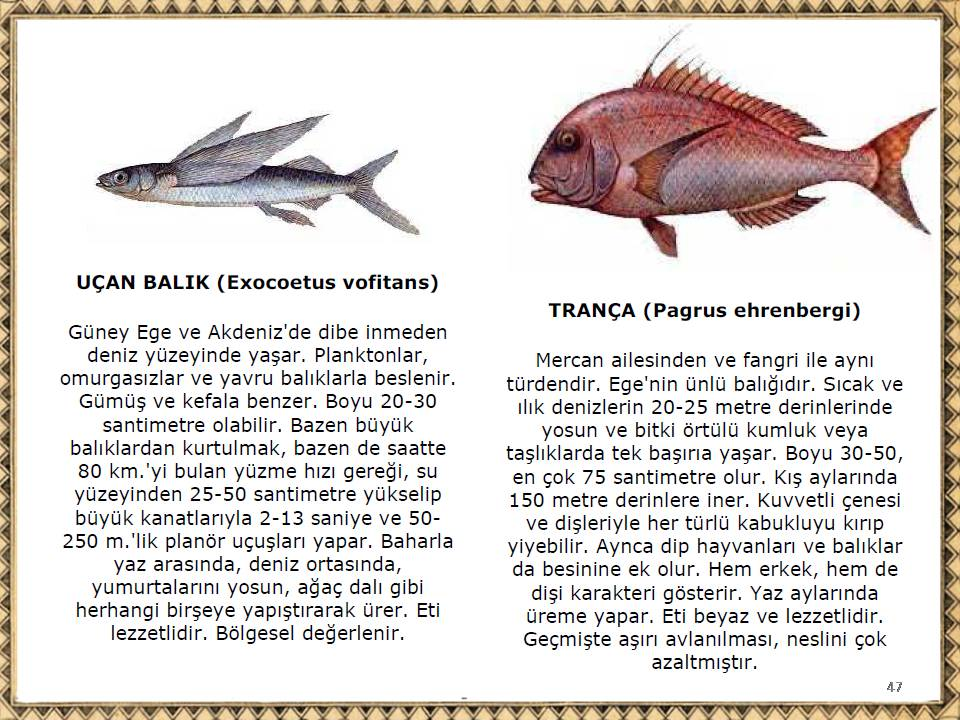 UÇAN BALIK (Exocoetus vofitans)
Güney Ege ve Akdeniz'de dibe inmeden
deniz yüzeyinde yaşar. Planktonlar,
omurgasızlar ve yavru balıklarla beslenir.
Gümüş ve kefala benzer. Boyu 20-30
santimetre olabilir. Bazen büyük
balıklardan kurtulmak, bazen de saatte
80 km.'yi bulan yüzme hızı gereği, su
yüzeyinden 25-50 santimetre yükselip
büyük kanatlarıyla 2-13 saniye ve 50-
250 m.'lik planör uçuşları yapar. Baharla
yaz arasında, deniz ortasında,
yumurtalarını yosun, ağaç dalı gibi
herhangi birşeye yapıştırarak ürer. Eti
lezzetlidir. Bölgesel değerlenir.
TRANÇA (Pagrus ehrenbergi)
Mercan ailesinden ve fangri ile aynı
türdendir. Ege'nin ünlü balığıdır. Sıcak ve
ılık denizlerin 20-25 metre derinlerinde
yosun ve bitki örtülü kumluk veya
taşlıklarda tek başırıa yaşar. Boyu 30-50,
en çok 75 santimetre olur. Kış aylarında
150 metre derinlere iner. Kuvvetli çenesi
ve dişleriyle her türlü kabukluyu kırıp
yiyebilir. Aynca dip hayvanları ve balıklar
da besinine ek olur. Hem erkek, hem de
dişi karakteri gösterir. Yaz aylarında
üreme yapar. Eti beyaz ve lezzetlidir.
Geçmişte aşırı avlanılması, neslini çok
azaltmıştır.
47